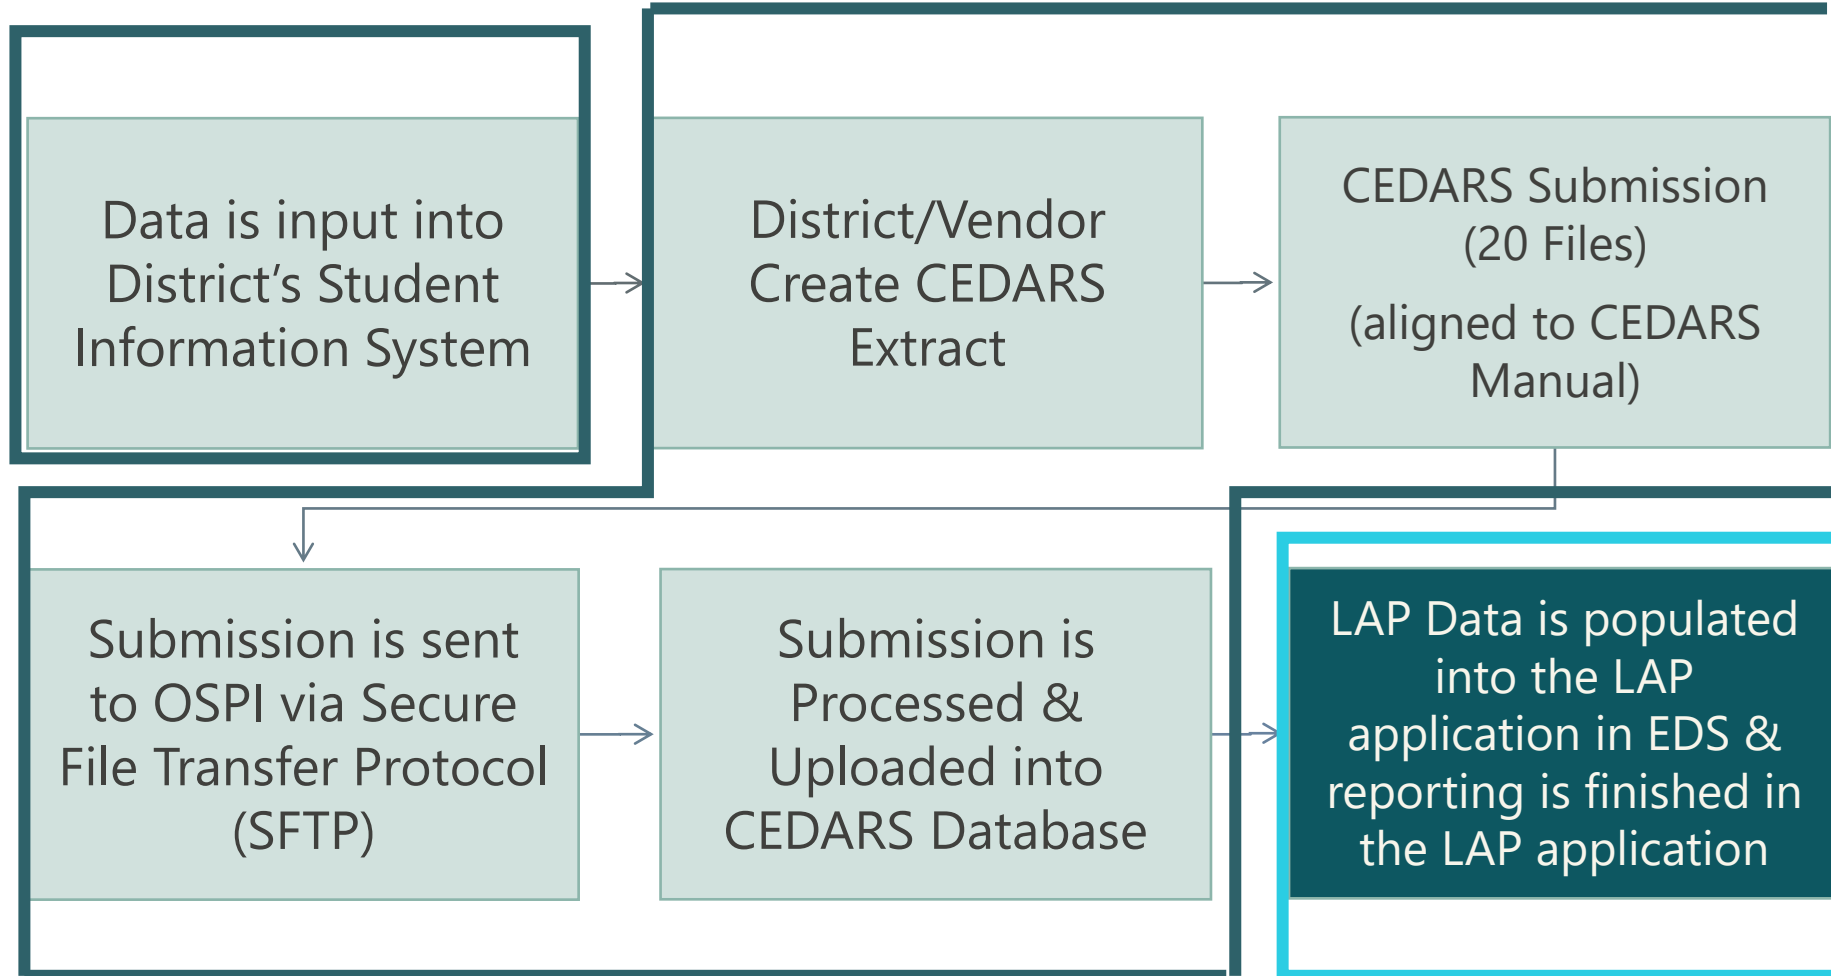 Data is input into
District’s Student
Information System
District/Vendor
Create CEDARS
Extract
CEDARS Submission
(20 Files)
(aligned to CEDARS
Manual)
Submission is sent
to OSPI via Secure
File Transfer Protocol
(SFTP)
Submission is
Processed &
Uploaded into
CEDARS Database
LAP Data is populated
into the LAP
application in EDS &
reporting is finished in
the LAP application